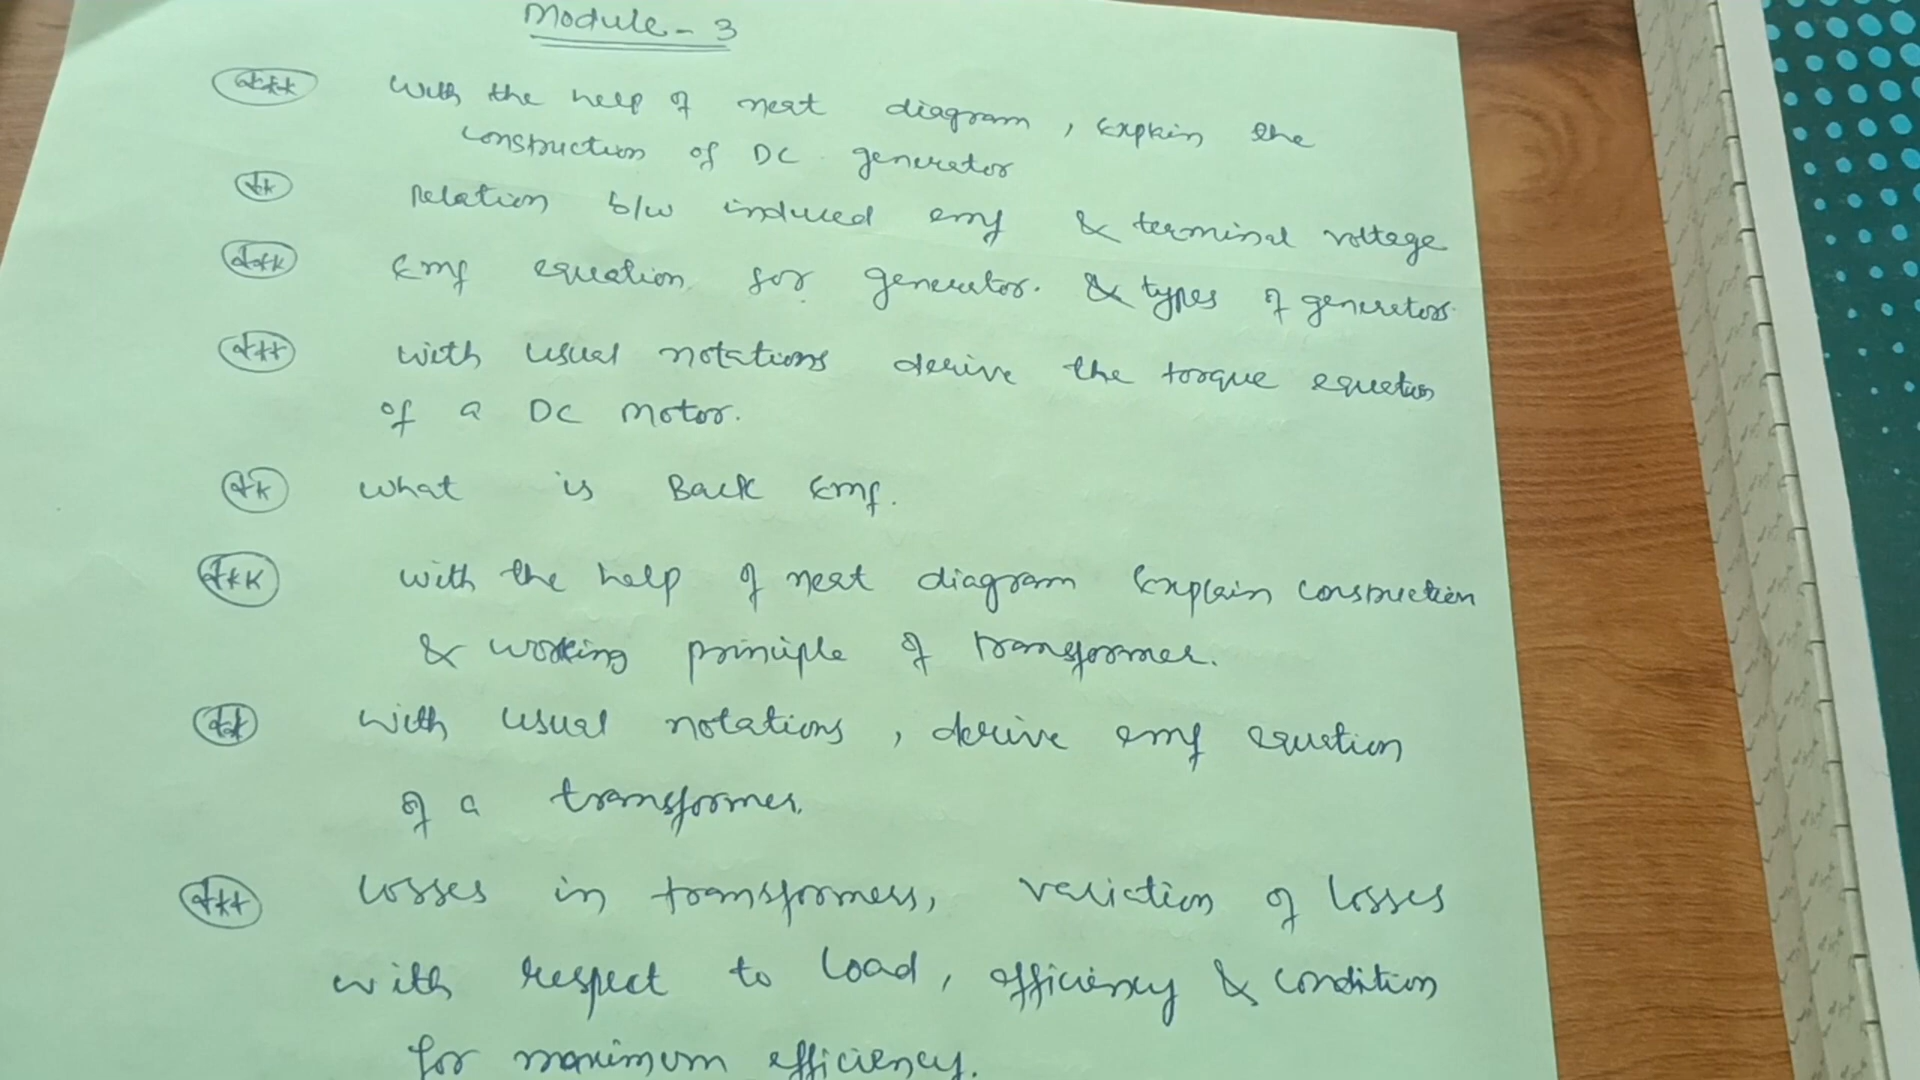 Module - 3
*** with the help of neat diagram, explain the
construction of DC generator
** Relation b/w induced emf & terminal voltage
*** Emf equation for generator. & types of generators.
*** with usual notations derive the torque equation
of a DC motor.
** what is Back Emf.
*** with the help of neat diagram Explain construction
& working principle of transformer.
** with usual notations, derive emf equation
of a transformer.
*** Losses in transformers, variation of losses
with respect to load, efficiency & condition
for maximum efficiency.